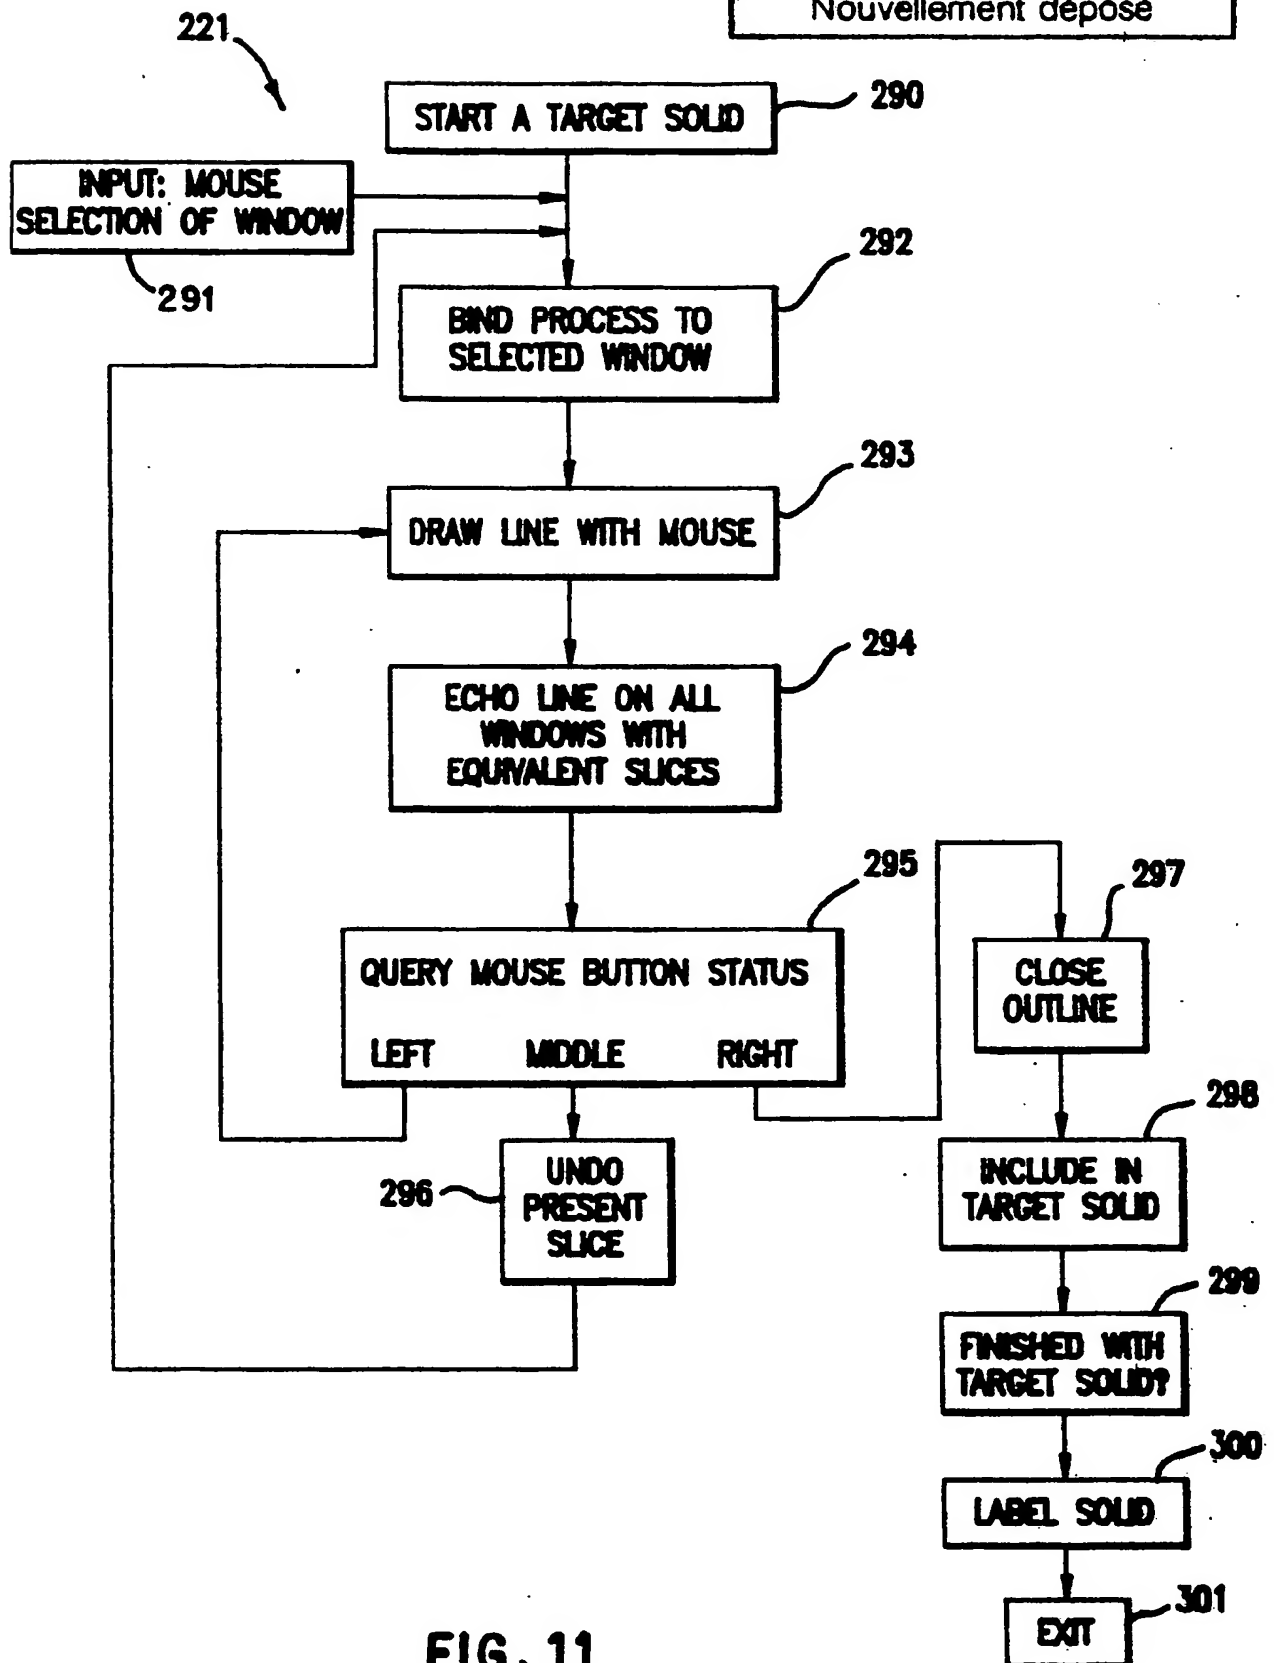 Nouvellement déposé
221
START A TARGET SOLID
290
INPUT: MOUSE
SELECTION OF WINDOW
291
BIND PROCESS TO
SELECTED WINDOW
292
DRAW LINE WITH MOUSE
293
ECHO LINE ON ALL
WINDOWS WITH
EQUIVALENT SLICES
294
QUERY MOUSE BUTTON STATUS
LEFT MIDDLE RIGHT
295
UNDO
PRESENT
SLICE
296
CLOSE
OUTLINE
297
INCLUDE IN
TARGET SOLID
298
FINISHED WITH
TARGET SOLID?
299
LABEL SOLID
300
EXIT
301
FIG. 11